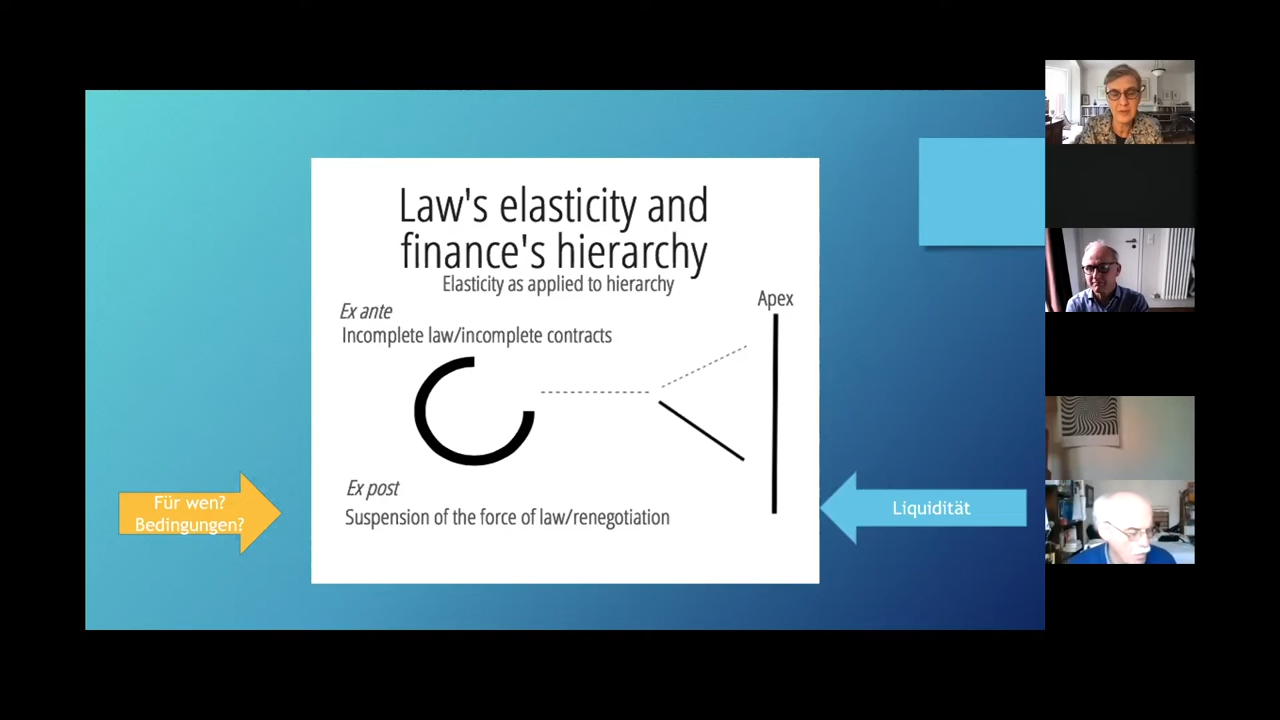 Law's elasticity and
finance's hierarchy
Elasticity as applied to hierarchy
Ex ante
Apex
Incomplete law/incomplete contracts
Ex post
Suspension of the force of law/renegotiation
Für wen?
Bedingungen?
Liquidität